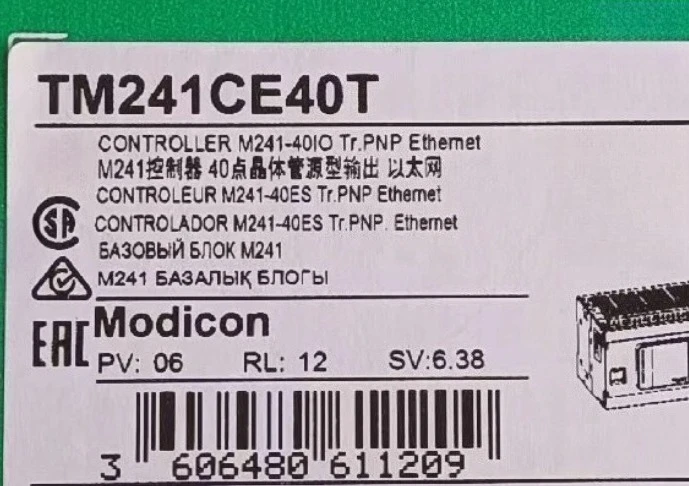 TM241CE40T
CONTROLLER M241-40IO Tr.PNP Ethernet
M241控制器 40点晶体管源型输出 以太网
CONTROLEUR M241-40ES Tr.PNP Ethernet
CONTROLADOR M241-40ES Tr.PNP. Ethernet
БАЗОВЫЙ БЛОК M241
M241 БАЗАЛЫҚ БЛОГЫ
SA
EAC
Modicon
PV: 06 RL: 12 SV:6.38
3 606480 611209